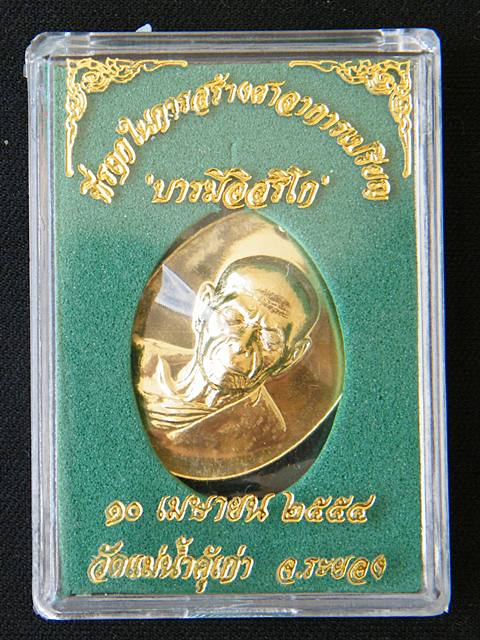 ที่ระลึกในการสร้างศาลาการเปรียญ
"บารมีอิสริโก"
๑๐ เมษายน ๒๕๕๔
วัดแม่น้ำคู้เก่า จ.ระยอง